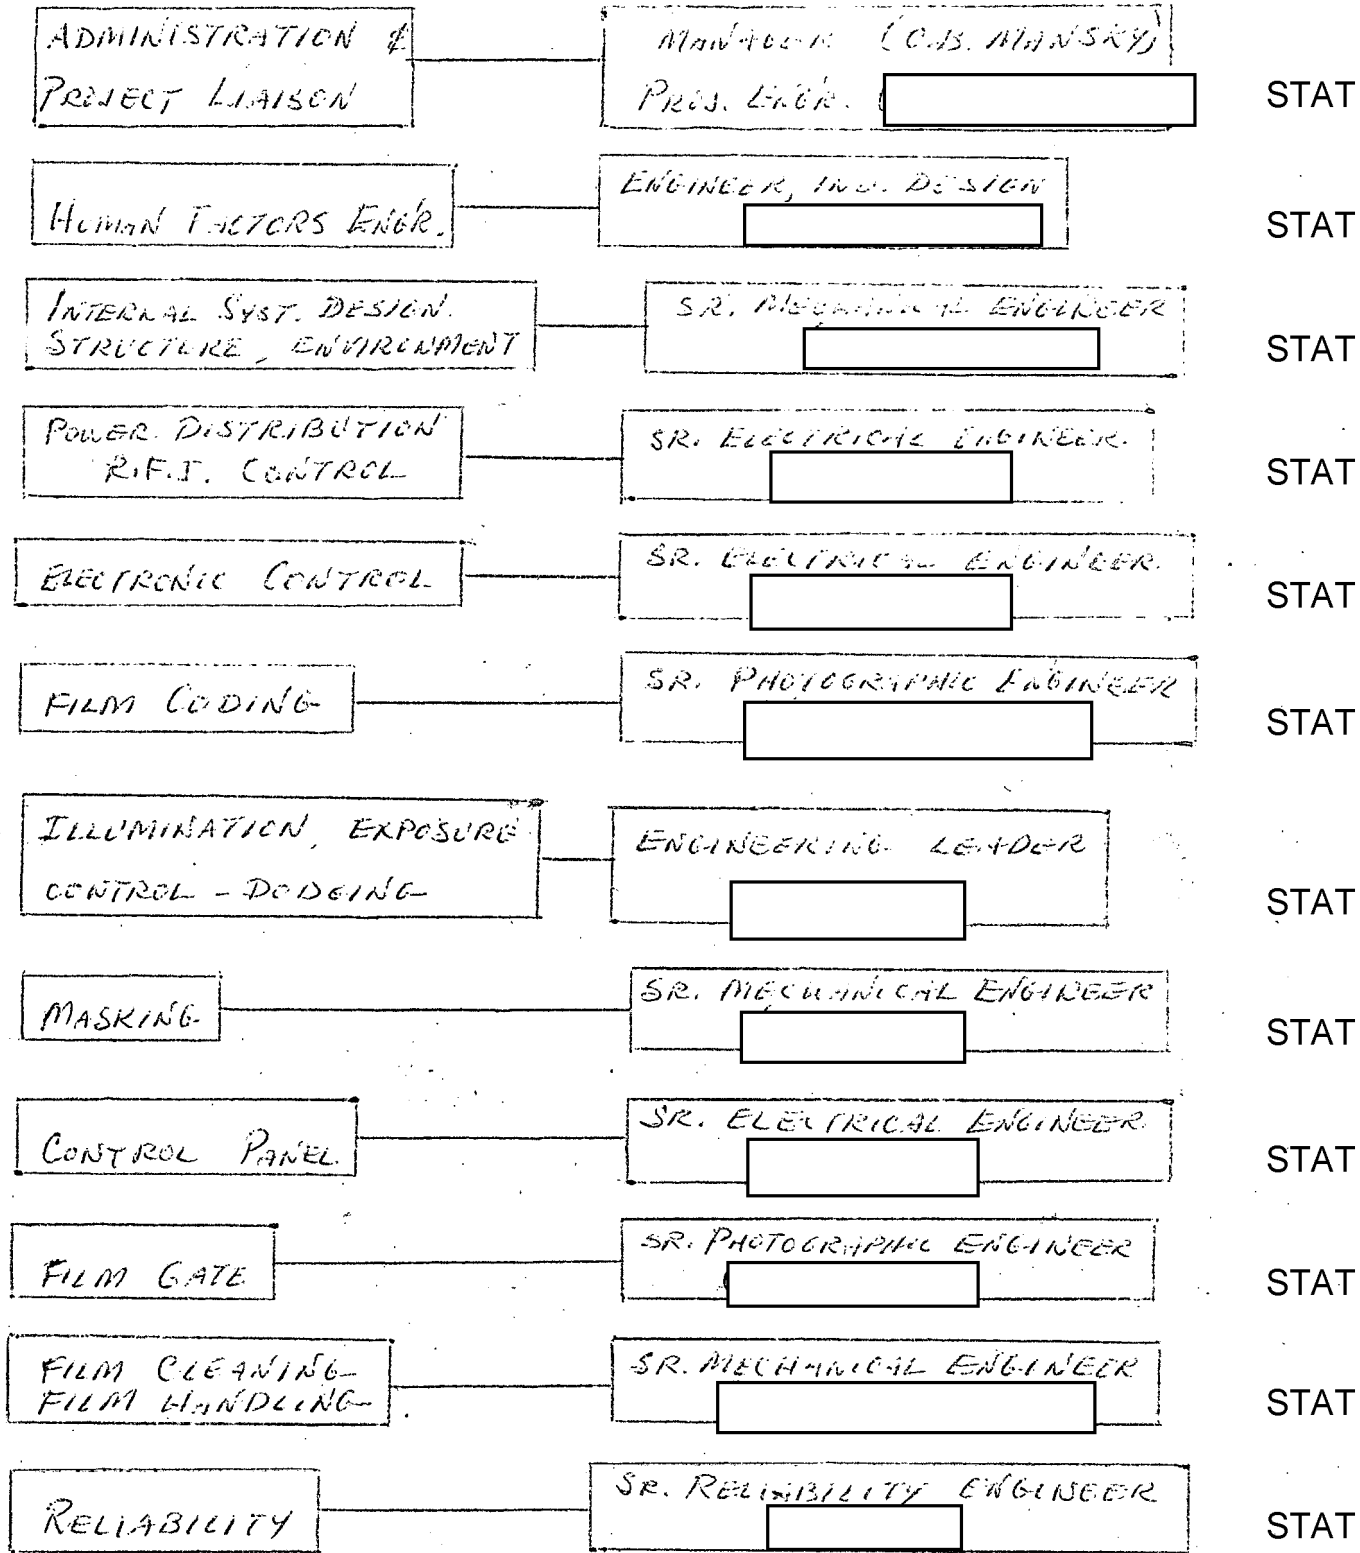 ADMINISTRATION &
PROJECT LIAISON
MANAGER (C.B. MANSKY)
PROJ. ENGR. (
STAT
HUMAN FACTORS ENGR.
ENGINEER, IND. DESIGN
STAT
INTERNAL SYST. DESIGN.
STRUCTURE, ENVIRONMENT
SR. MECHANICAL ENGINEER
STAT
POWER DISTRIBUTION
R.F.I. CONTROL
SR. ELECTRICAL ENGINEER.
STAT
ELECTRONIC CONTROL
SR. ELECTRICAL ENGINEER.
STAT
FILM CODING
SR. PHOTOGRAPHIC ENGINEER
STAT
ILLUMINATION, EXPOSURE
CONTROL - DODGING
ENGINEERING LEADER
STAT
MASKING
SR. MECHANICAL ENGINEER
STAT
CONTROL PANEL
SR. ELECTRICAL ENGINEER
STAT
FILM GATE
SR. PHOTOGRAPHIC ENGINEER
STAT
FILM CLEANING
FILM HANDLING
SR. MECHANICAL ENGINEER
STAT
RELIABILITY
SR. RELIABILITY ENGINEER
STAT